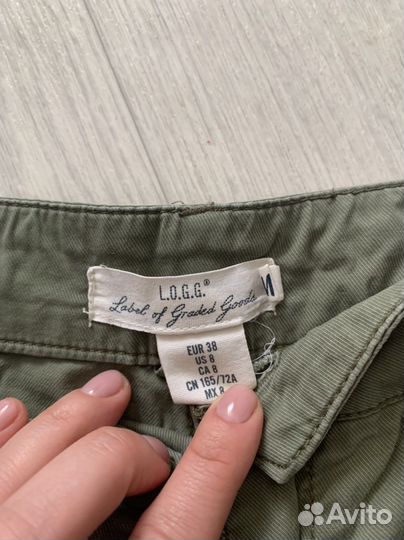 L.O.G.G.®
Label of Graded Goods
EUR 38
US 8
CA 8
CN 165/72A
MX 8
Avito